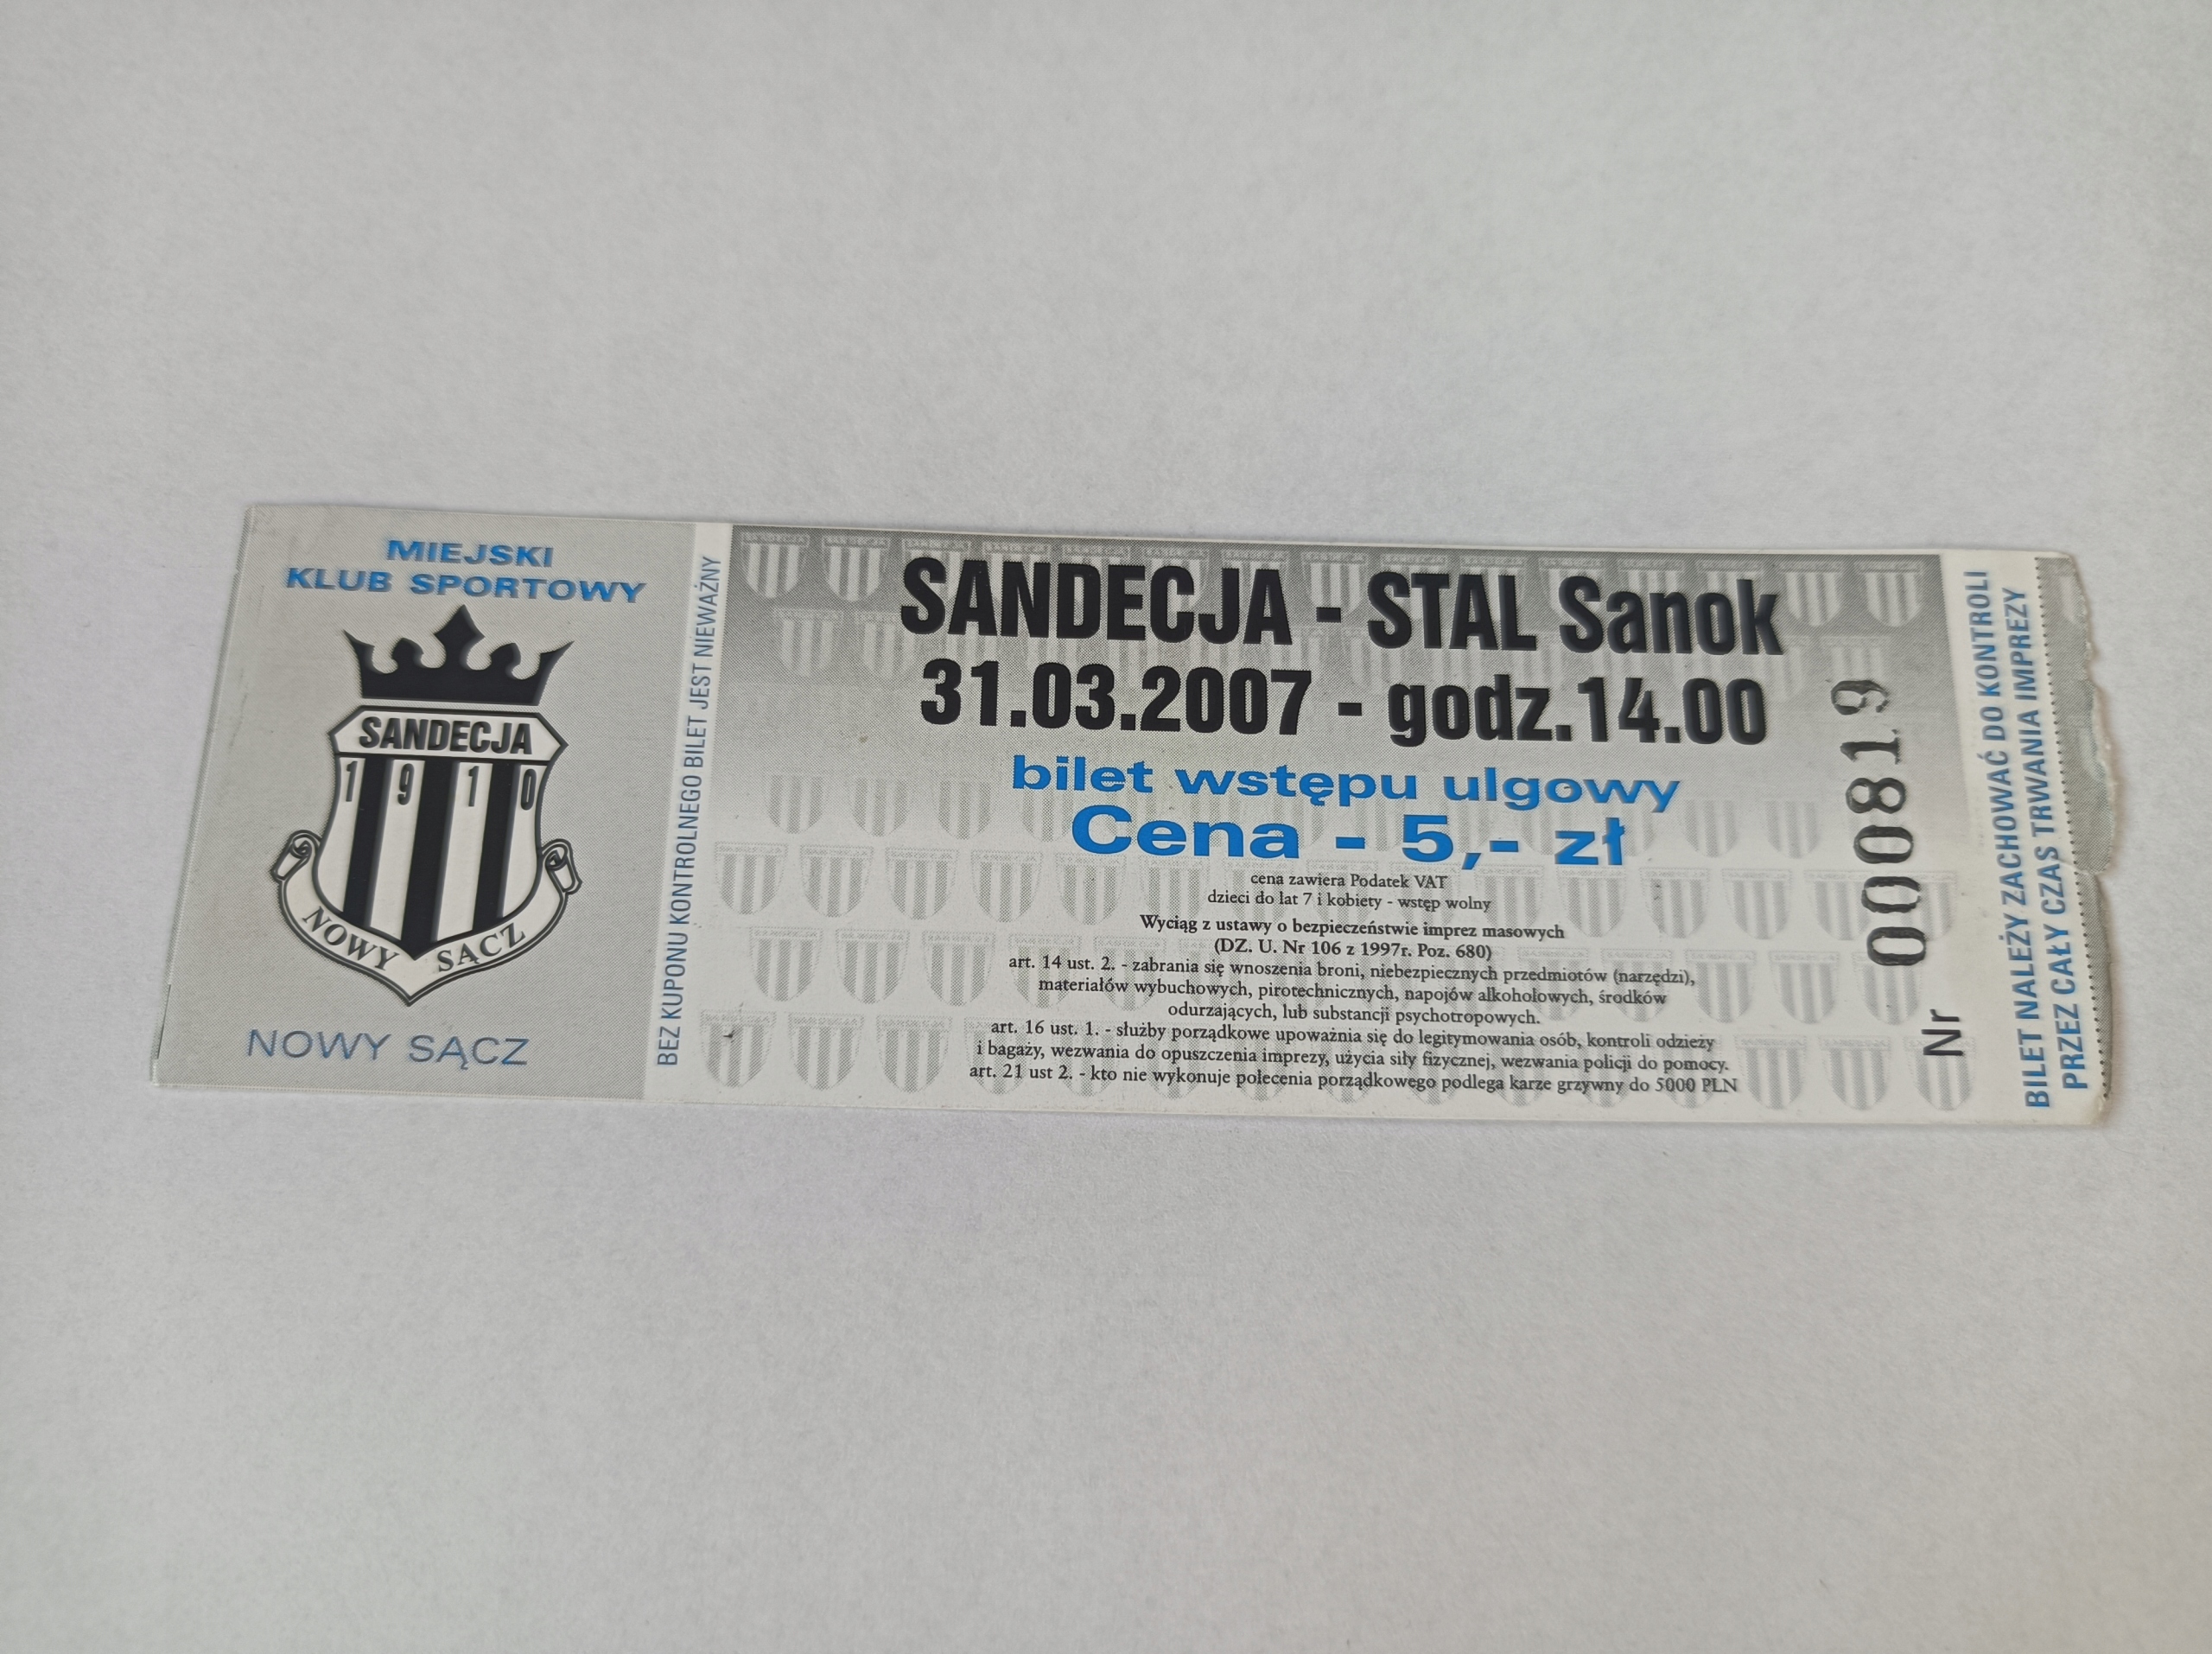 MIEJSKI
KLUB SPORTOWY
SANDECJA
1 9 1 0
NOWY SĄCZ
NOWY SĄCZ
BEZ KUPONU KONTROLNEGO BILET JEST NIEWAŻNY
SANDECJA - STAL Sanok
31.03.2007 - godz.14.00
bilet wstępu ulgowy
Cena - 5,- zł
cena zawiera Podatek VAT
dzieci do lat 7 i kobiety - wstęp wolny
Wyciąg z ustawy o bezpieczeństwie imprez masowych
(DZ. U. Nr 106 z 1997r. Poz. 680)
art. 14 ust. 2. - zabrania się wnoszenia broni, niebezpiecznych przedmiotów (narzędzi),
materiałów wybuchowych, pirotechnicznych, napojów alkoholowych, środków
odurzających, lub substancji psychotropowych.
art. 16 ust. 1. - służby porządkowe upoważnia się do legitymowania osób, kontroli odzieży
i bagaży, wezwania do opuszczenia imprezy, użycia siły fizycznej, wezwania policji do pomocy.
art. 21 ust 2. - kto nie wykonuje polecenia porządkowego podlega karze grzywny do 5000 PLN
Nr 000819
BILET NALEŻY ZACHOWAĆ DO KONTROLI
PRZEZ CAŁY CZAS TRWANIA IMPREZY